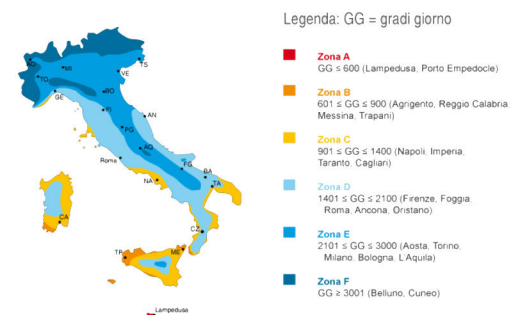 Legenda: GG = gradi giorno
Zona A
GG ≤ 600 (Lampedusa, Porto Empedocle)
Zona B
601 ≤ GG ≤ 900 (Agrigento, Reggio Calabria
Messina, Trapani)
Zona C
901 ≤ GG ≤ 1400 (Napoli, Imperia,
Taranto, Cagliari)
Zona D
1401 ≤ GG ≤ 2100 (Firenze, Foggia,
Roma, Ancona, Oristano)
Zona E
2101 ≤ GG ≤ 3000 (Aosta, Torino,
Milano, Bologna, L'Aquila)
Zona F
GG ≥ 3001 (Belluno, Cuneo)
AO
TO
MI
VE
TS
GE
BO
FI
AN
PG
AQ
Roma
FG
BA
NA
TA
CA
CZ
ME
TP
Lampedusa